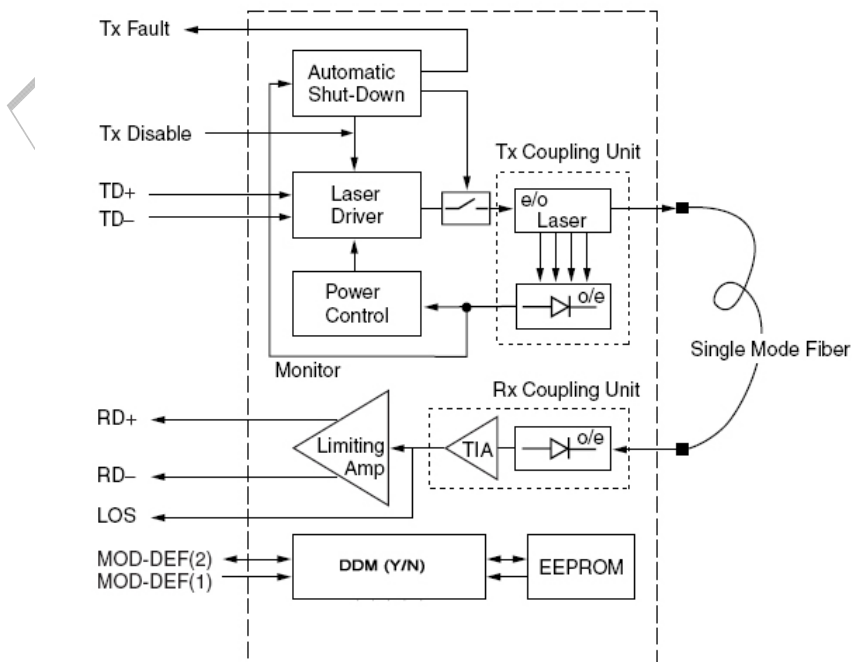 Tx Fault
Automatic
Shut-Down
Tx Disable
Tx Coupling Unit
TD+
TD–
Laser
Driver
e/o
Laser
Power
Control
o/e
Monitor
Single Mode Fiber
Rx Coupling Unit
RD+
RD–
Limiting
Amp
TIA
o/e
LOS
MOD-DEF(2)
MOD-DEF(1)
DDM (Y/N)
EEPROM